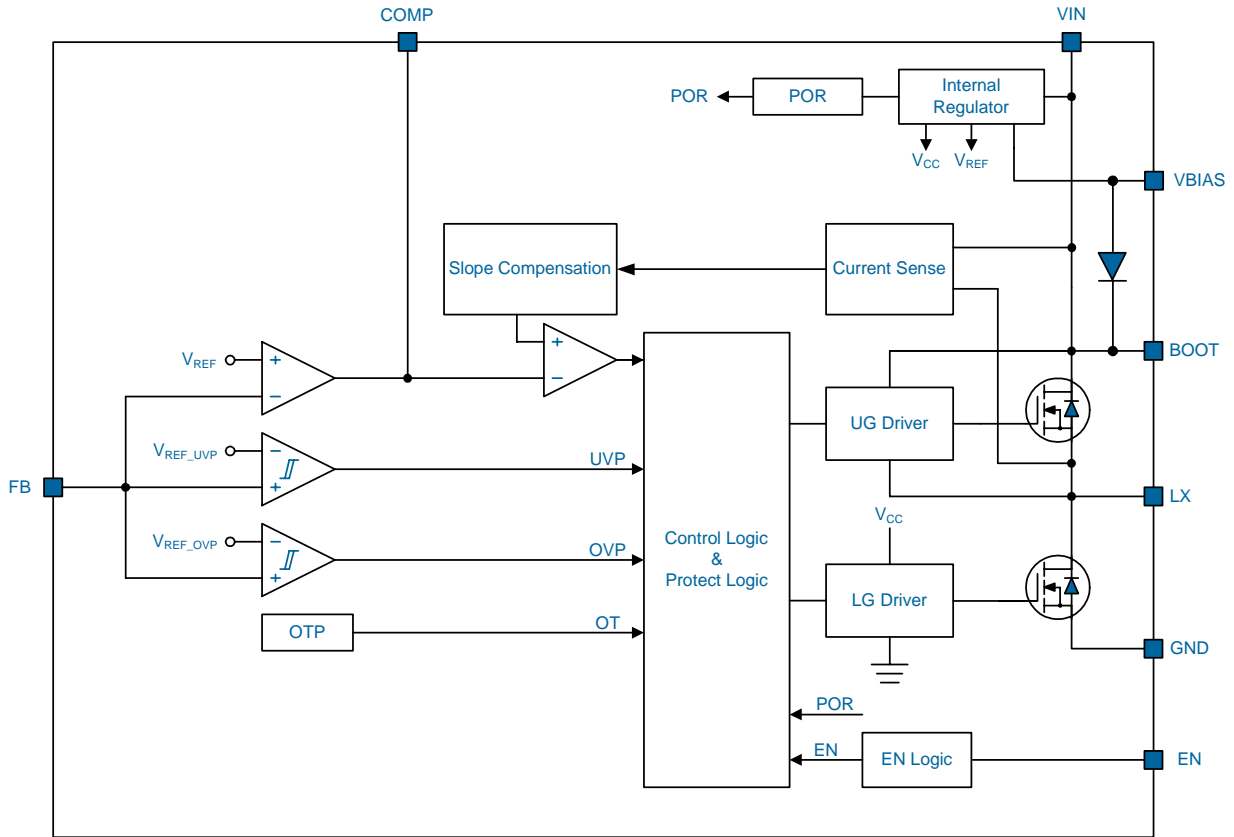 COMP
VIN
POR
POR
Internal
Regulator
VCC
VREF
VBIAS
Slope Compensation
Current Sense
VREF
+
−
+
−
BOOT
UG Driver
VREF_UVP
−
+
UVP
FB
LX
VREF_OVP
−
+
OVP
VCC
Control Logic
&
Protect Logic
LG Driver
OTP
OT
GND
POR
EN
EN Logic
EN